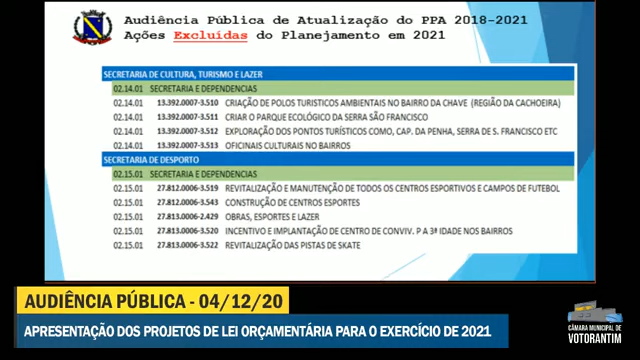 Audiência Pública de Atualização do PPA 2018-2021
Ações Excluídas do Planejamento em 2021
SECRETARIA DE CULTURA, TURISMO E LAZER
02.14.01 SECRETARIA E DEPENDENCIAS
02.14.01 13.392.0007-3.510 CRIAÇÃO DE POLOS TURISTICOS AMBIENTAIS NO BAIRRO DA CHAVE (REGIÃO DA CACHOEIRA)
02.14.01 13.392.0007-3.511 CRIAR O PARQUE ECOLÓGICO DA SERRA SÃO FRANCISCO
02.14.01 13.392.0007-3.512 EXPLORAÇÃO DOS PONTOS TURÍSTICOS COMO, CAP. DA PENHA, SERRA DE S. FRANCISCO ETC
02.14.01 13.392.0007-3.513 OFICINAIS CULTURAIS NO BAIRROS
SECRETARIA DE DESPORTO
02.15.01 SECRETARIA E DEPENDENCIAS
02.15.01 27.812.0006-3.519 REVITALIZAÇÃO E MANUTENÇÃO DE TODOS OS CENTROS ESPORTIVOS E CAMPOS DE FUTEBOL
02.15.01 27.812.0006-3.543 CONSTRUÇÃO DE CENTROS ESPORTES
02.15.01 27.813.0006-2.429 OBRAS, ESPORTES E LAZER
02.15.01 27.813.0006-3.520 INCENTIVO E IMPLANTAÇÃO DE CENTRO DE CONVIV. P A 3ª IDADE NOS BAIRROS
02.15.01 27.813.0006-3.522 REVITALIZAÇÃO DAS PISTAS DE SKATE
AUDIÊNCIA PÚBLICA - 04/12/20
APRESENTAÇÃO DOS PROJETOS DE LEI ORÇAMENTÁRIA PARA O EXERCÍCIO DE 2021
CÂMARA MUNICIPAL DE
VOTORANTIM